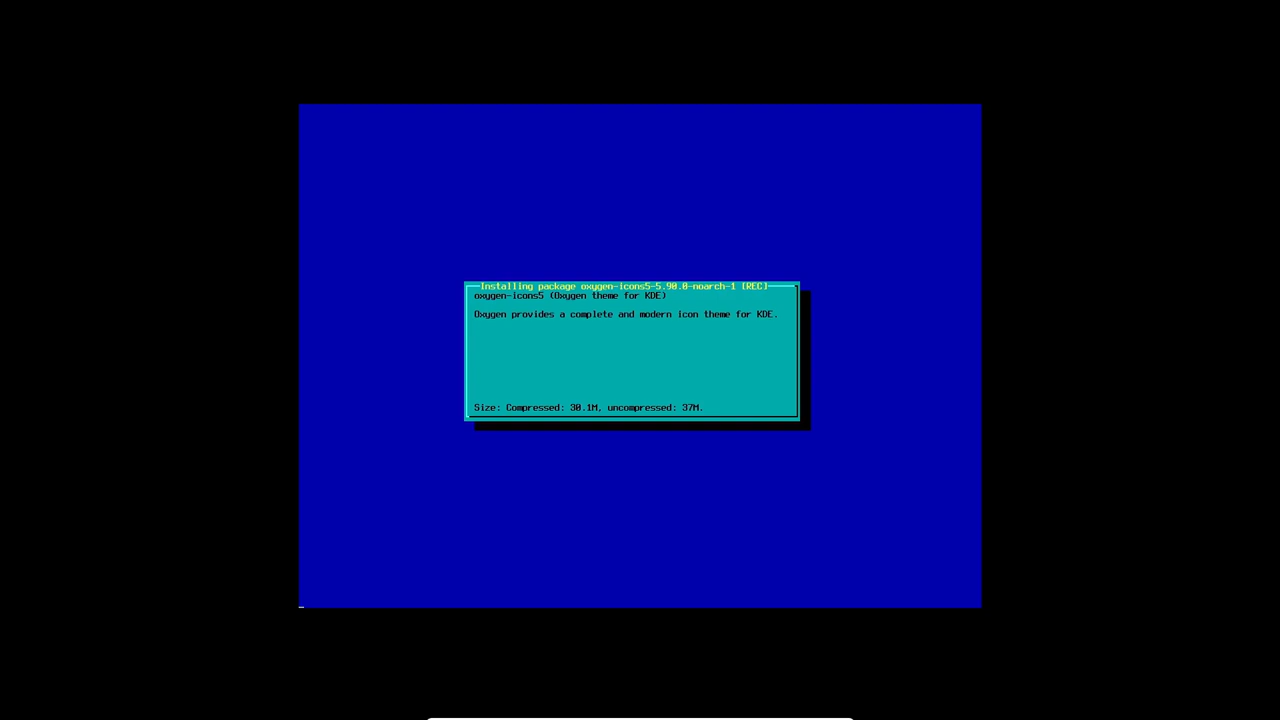 Installing package oxygen-icons5-5.90.0-noarch-1 [REC]
oxygen-icons5 (Oxygen theme for KDE)
Oxygen provides a complete and modern icon theme for KDE.
Size: Compressed: 30.1M, uncompressed: 37M.